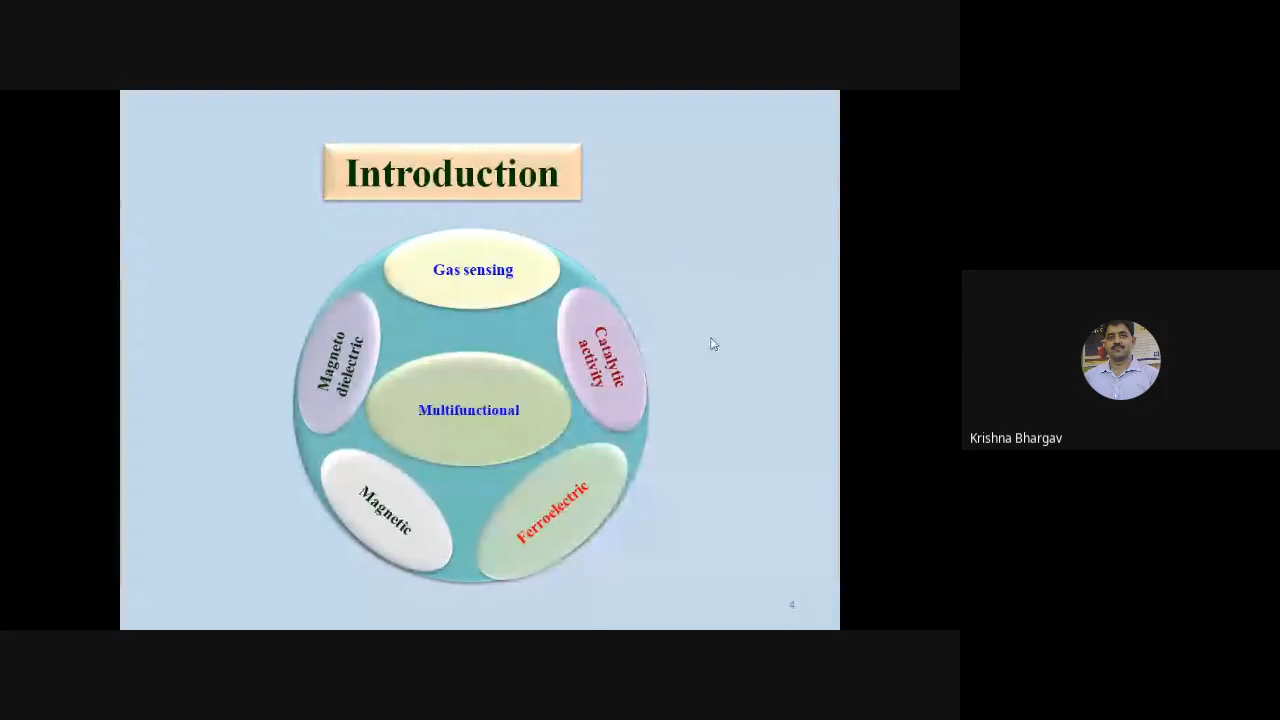 Introduction
Gas sensing
Magneto
dielectric
Catalytic
activity
Multifunctional
Magnetic
Ferroelectric
4
Krishna Bhargav